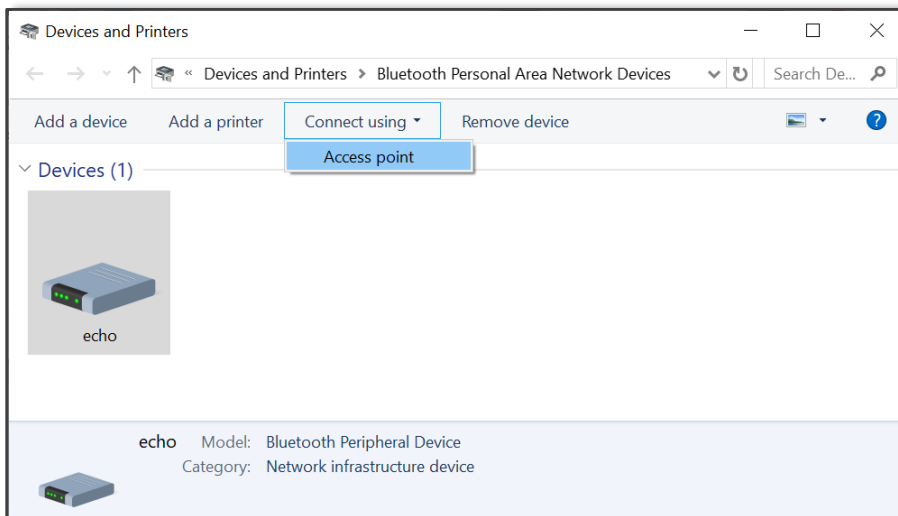 Devices and Printers
« Devices and Printers > Bluetooth Personal Area Network Devices Search De...
Add a device Add a printer Connect using Remove device ?
Access point
Devices (1)
echo
echo Model: Bluetooth Peripheral Device
Category: Network infrastructure device